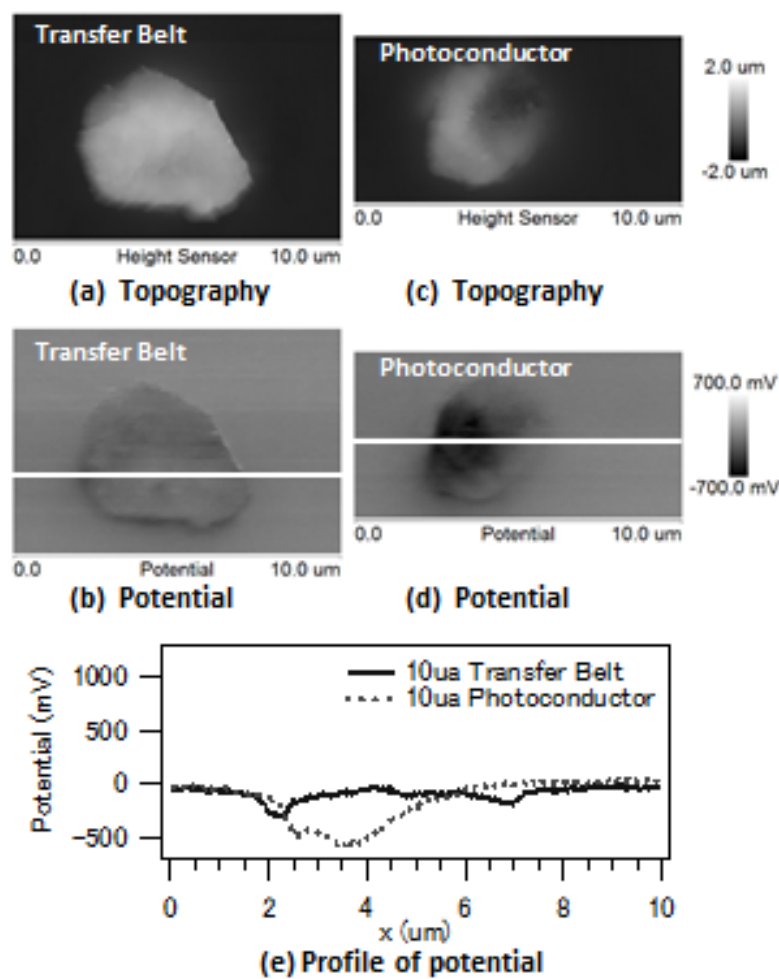 Transfer Belt
0.0 Height Sensor 10.0 um
(a) Topography
Photoconductor
2.0 um
-2.0 um
0.0 Height Sensor 10.0 um
(c) Topography
Transfer Belt
0.0 Potential 10.0 um
(b) Potential
Photoconductor
700.0 mV
-700.0 mV
0.0 Potential 10.0 um
(d) Potential
Potential (mV)
1000
500
0
-500
10ua Transfer Belt
10ua Photoconductor
0 2 4 6 8 10
x (um)
(e) Profile of potential